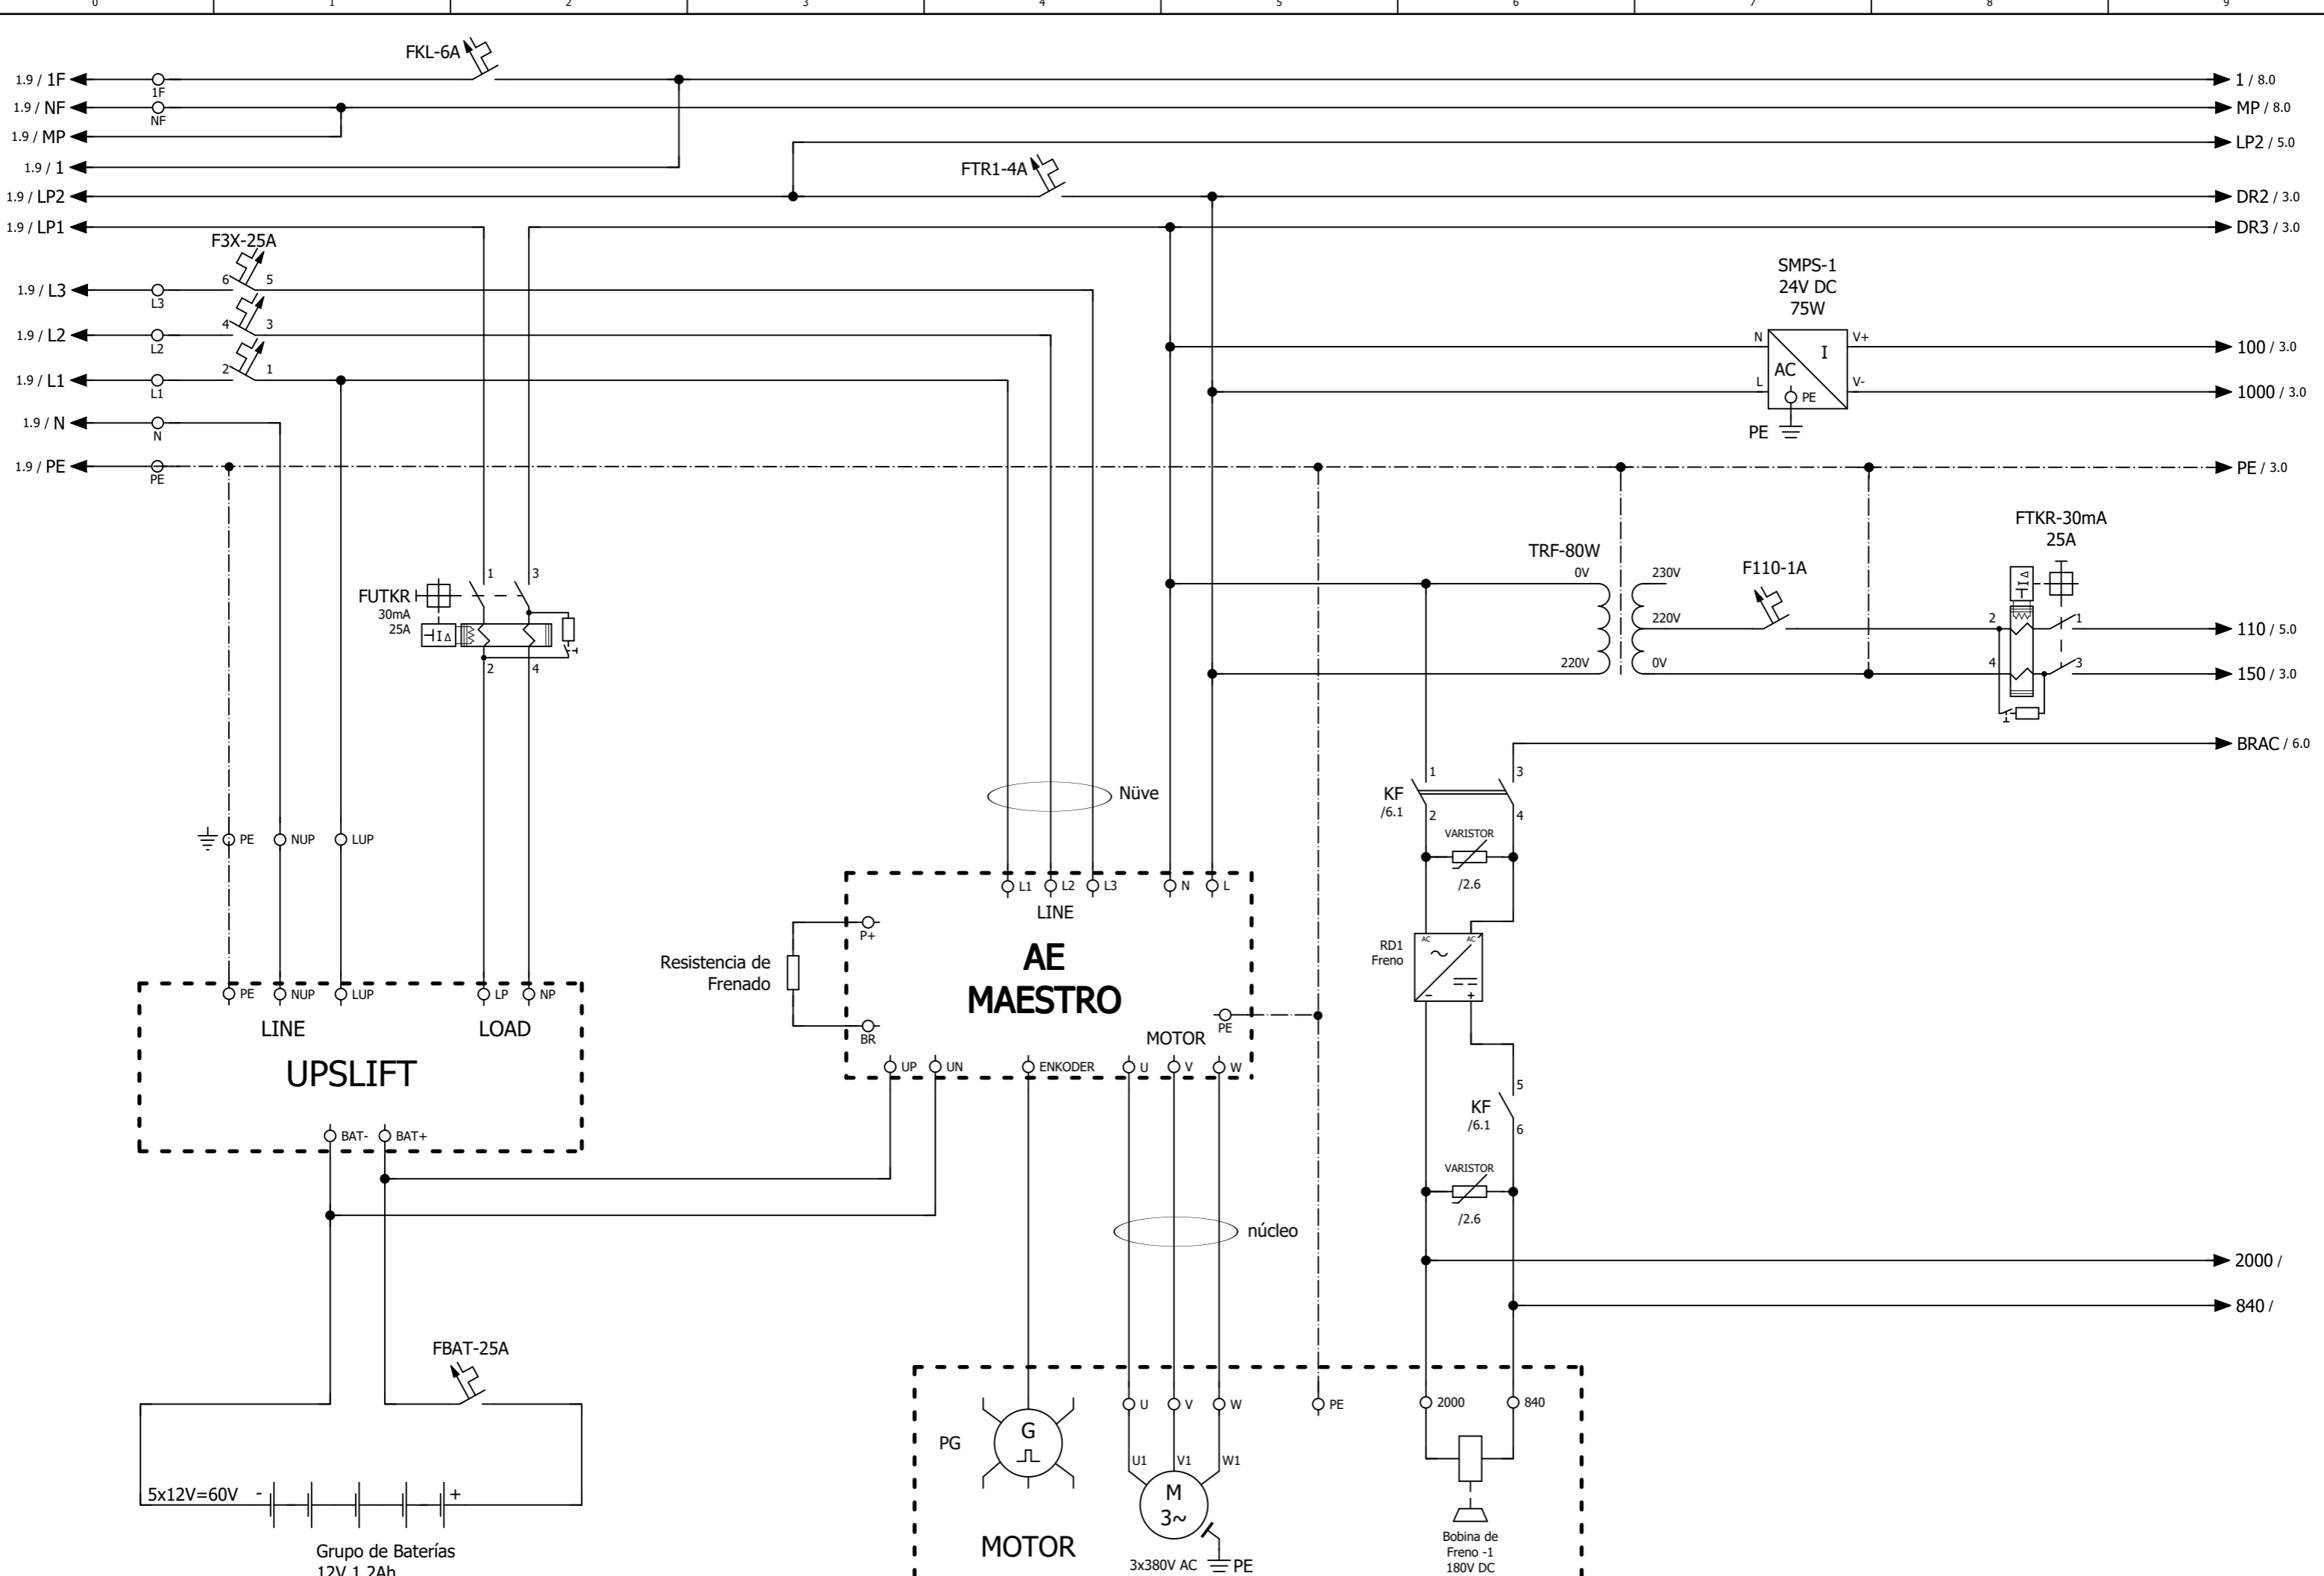 0 1 2 3 4 5 6 7 8 9
FKL-6A
1.9 / 1F
1F
1 / 8.0
1.9 / NF
NF
MP / 8.0
1.9 / MP
LP2 / 5.0
1.9 / 1
FTR1-4A
1.9 / LP2
DR2 / 3.0
1.9 / LP1
DR3 / 3.0
F3X-25A
6 5
1.9 / L3
L3
4 3
1.9 / L2
L2
2 1
1.9 / L1
L1
1.9 / N
N
1.9 / PE
PE
SMPS-1
24V DC
75W
N
V+
I
AC
L
V-
PE
PE
100 / 3.0
1000 / 3.0
PE / 3.0
FTKR-30mA
25A
I Δ
TRF-80W
0V
230V
F110-1A
220V
220V
0V
2 1
4 3
110 / 5.0
150 / 3.0
BRAC / 6.0
1 3
FUTKR
30mA
25A
I Δ
2 4
Nüve
1 3
KF
/6.1
2 4
VARISTOR
/2.6
PE NUP LUP
L1 L2 L3 N L
LINE
P+
AE
MAESTRO
Resistencia de
Frenado
BR
PE
MOTOR
UP UN ENKODER U V W
RD1
Freno
AC AC
- +
PE NUP LUP LP NP
LINE LOAD
UPSLIFT
BAT- BAT+
5
KF
/6.1
6
VARISTOR
/2.6
núcleo
2000 /
840 /
FBAT-25A
5x12V=60V - +
Grupo de Baterías
12V 1.2Ah
PG
G
U V W PE 2000 840
U1 V1 W1
M
3~
MOTOR
3x380V AC
PE
Bobina de
Freno -1
180V DC